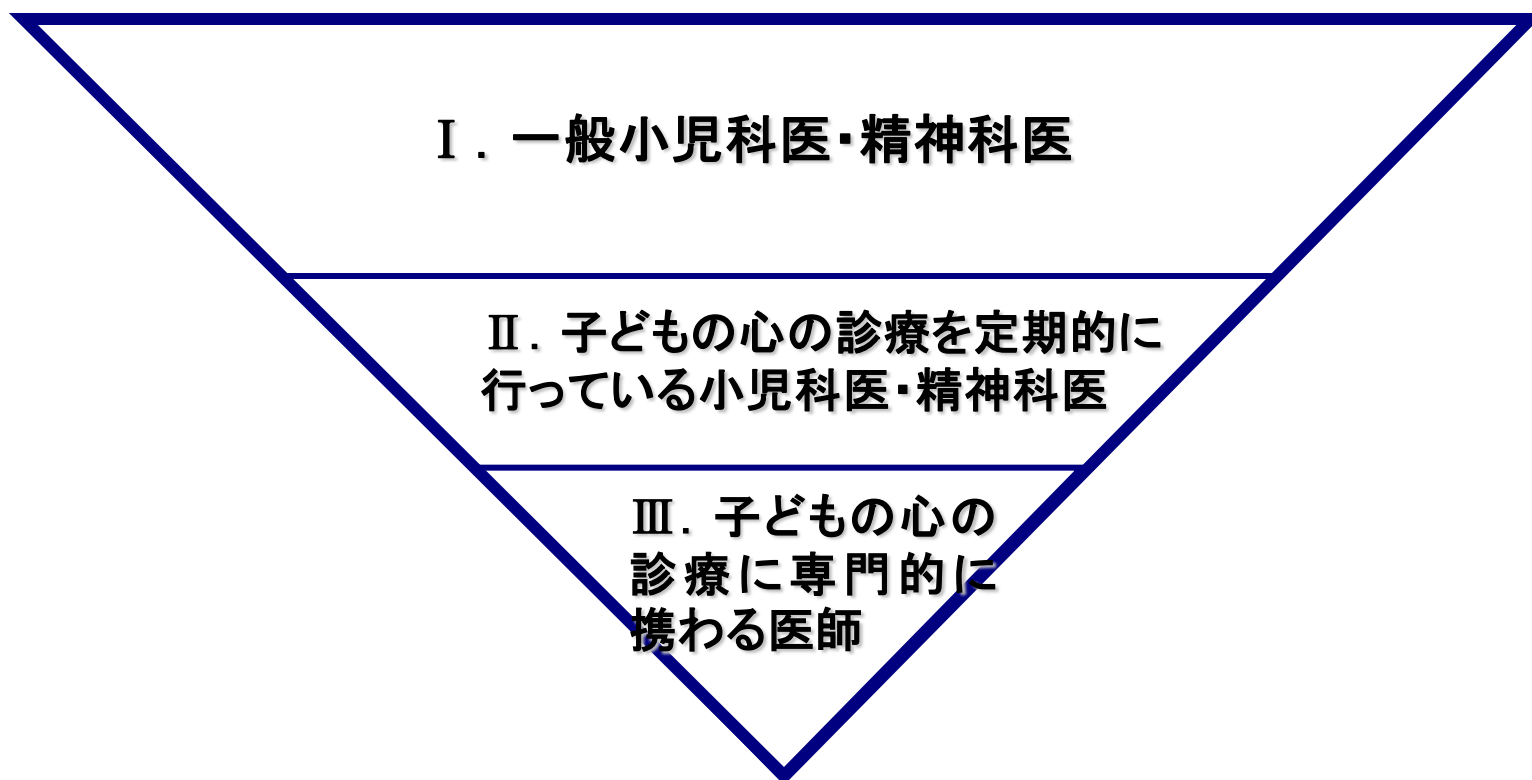 Ⅰ．一般小児科医・精神科医
Ⅱ．子どもの心の診療を定期的に
行っている小児科医・精神科医
Ⅲ．子どもの心の
診療に専門的に
携わる医師